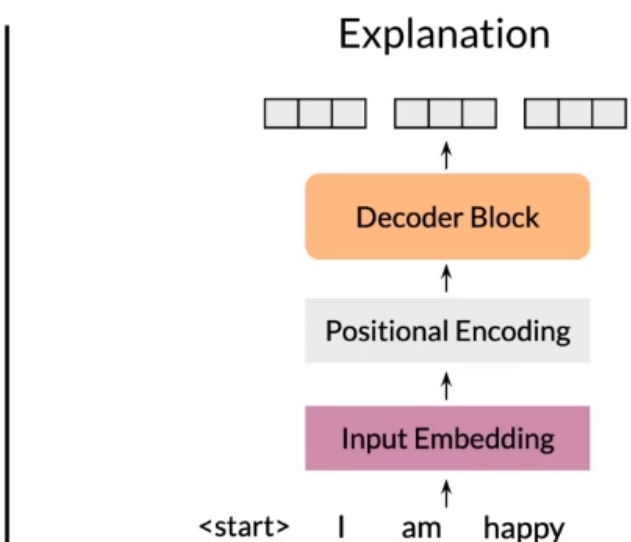 Explanation
Decoder Block
Positional Encoding
Input Embedding
<start> I am happy